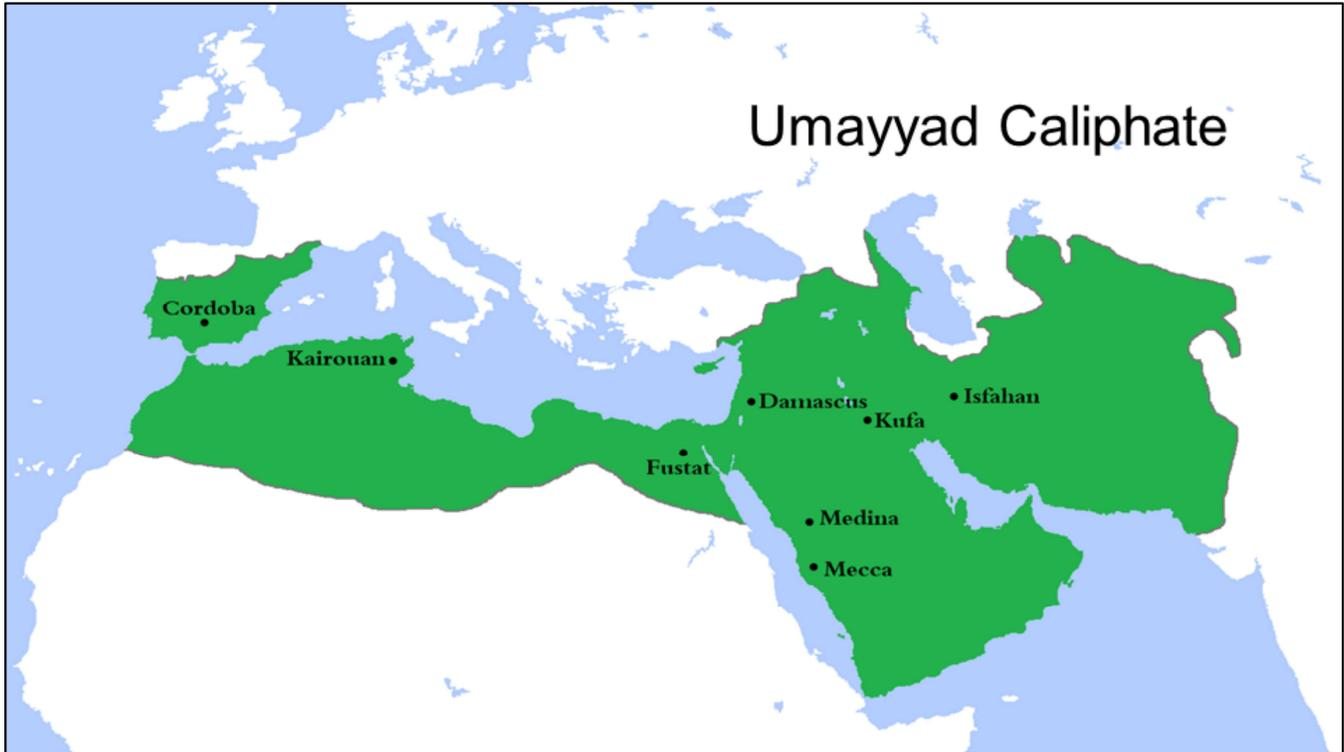 Umayyad Caliphate
Cordoba
Kairouan
Damascus
Isfahan
Kufa
Fustat
Medina
Mecca